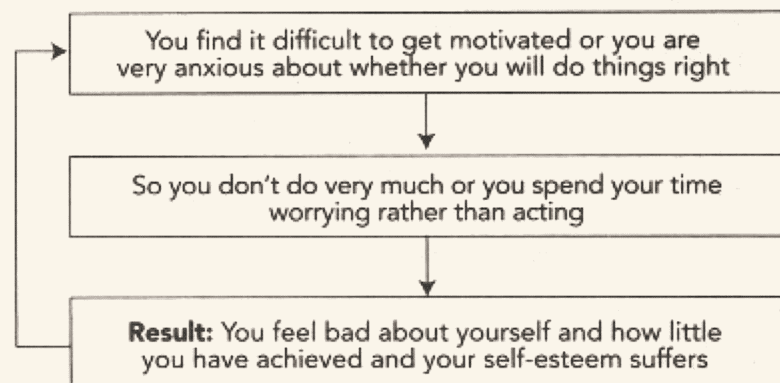 You find it difficult to get motivated or you are
very anxious about whether you will do things right
So you don't do very much or you spend your time
worrying rather than acting
Result: You feel bad about yourself and how little
you have achieved and your self-esteem suffers